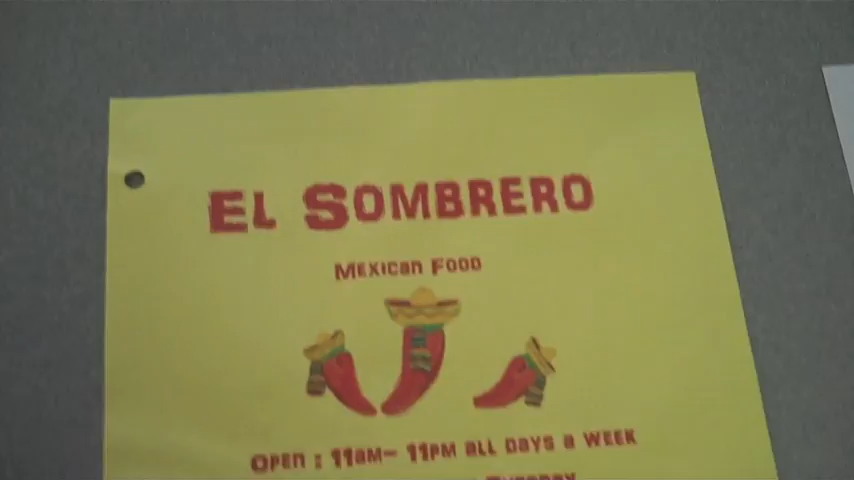 EL SOMBRERO
MEXICAN FOOD
OPEN : 11AM- 11PM ALL DAYS A WEEK